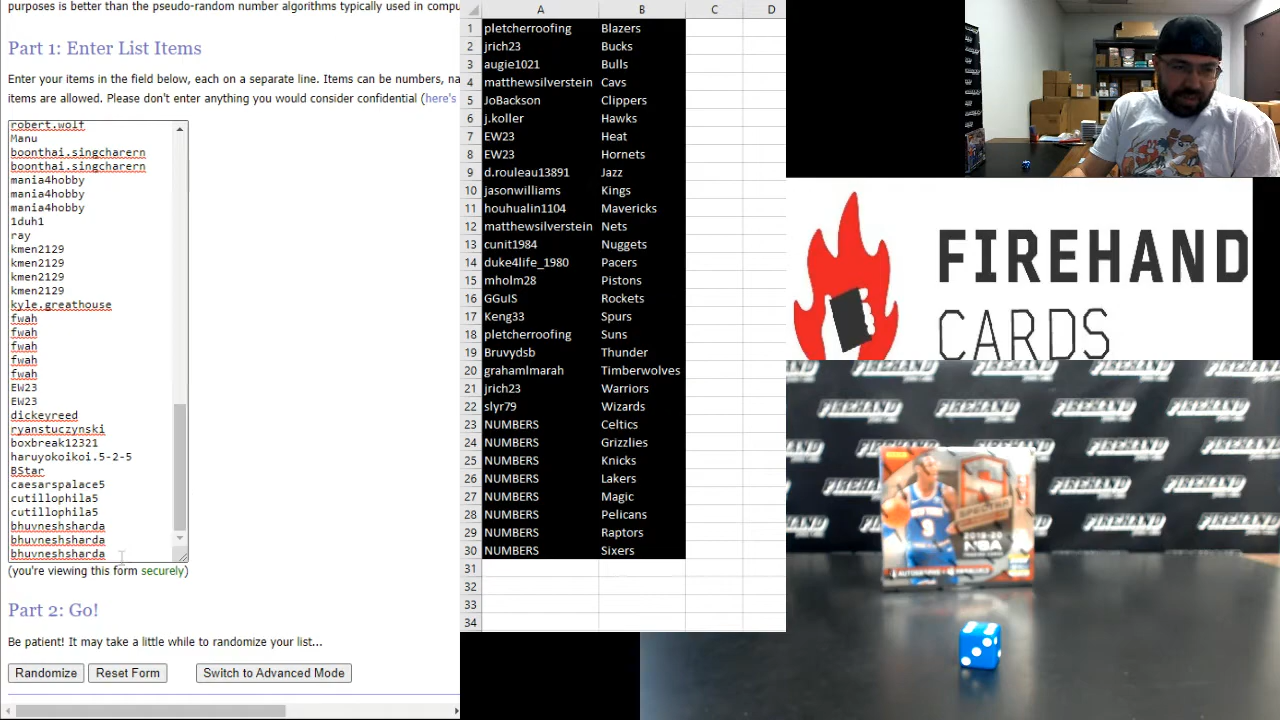 purposes is better than the pseudo-random number algorithms typically used in compu
Part 1: Enter List Items
Enter your items in the field below, each on a separate line. Items can be numbers, na
items are allowed. Please don't enter anything you would consider confidential (here's
robert.wolf
Manu
boonthai.singcharern
boonthai.singcharern
mania4hobby
mania4hobby
mania4hobby
1duh1
ray
kmen2129
kmen2129
kmen2129
kmen2129
kyle.greathouse
fwah
fwah
fwah
fwah
fwah
EW23
EW23
dickeyreed
ryanstuczynski
boxbreak12321
haruyokoikoi.5-2-5
BStar
caesarspalace5
cutillophila5
cutillophila5
bhuvneshsharda
bhuvneshsharda
bhuvneshsharda
(you're viewing this form securely)
Part 2: Go!
Be patient! It may take a little while to randomize your list...
Randomize Reset Form Switch to Advanced Mode
A B C D
1 pletcherroofing Blazers
2 jrich23 Bucks
3 augie1021 Bulls
4 matthewsilverstein Cavs
5 JoBackson Clippers
6 j.koller Hawks
7 EW23 Heat
8 EW23 Hornets
9 d.rouleau13891 Jazz
10 jasonwilliams Kings
11 houhualin1104 Mavericks
12 matthewsilverstein Nets
13 cunit1984 Nuggets
14 duke4life_1980 Pacers
15 mholm28 Pistons
16 GGuIS Rockets
17 Keng33 Spurs
18 pletcherroofing Suns
19 Bruvydsb Thunder
20 grahamlmarah Timberwolves
21 jrich23 Warriors
22 slyr79 Wizards
23 NUMBERS Celtics
24 NUMBERS Grizzlies
25 NUMBERS Knicks
26 NUMBERS Lakers
27 NUMBERS Magic
28 NUMBERS Pelicans
29 NUMBERS Raptors
30 NUMBERS Sixers
31
32
33
34
FIREHAND
CARDS
FIREHAND FIREHAND FIREHAND
FIREHAND FIREHAND
SPECTRA
2019-20
NBA